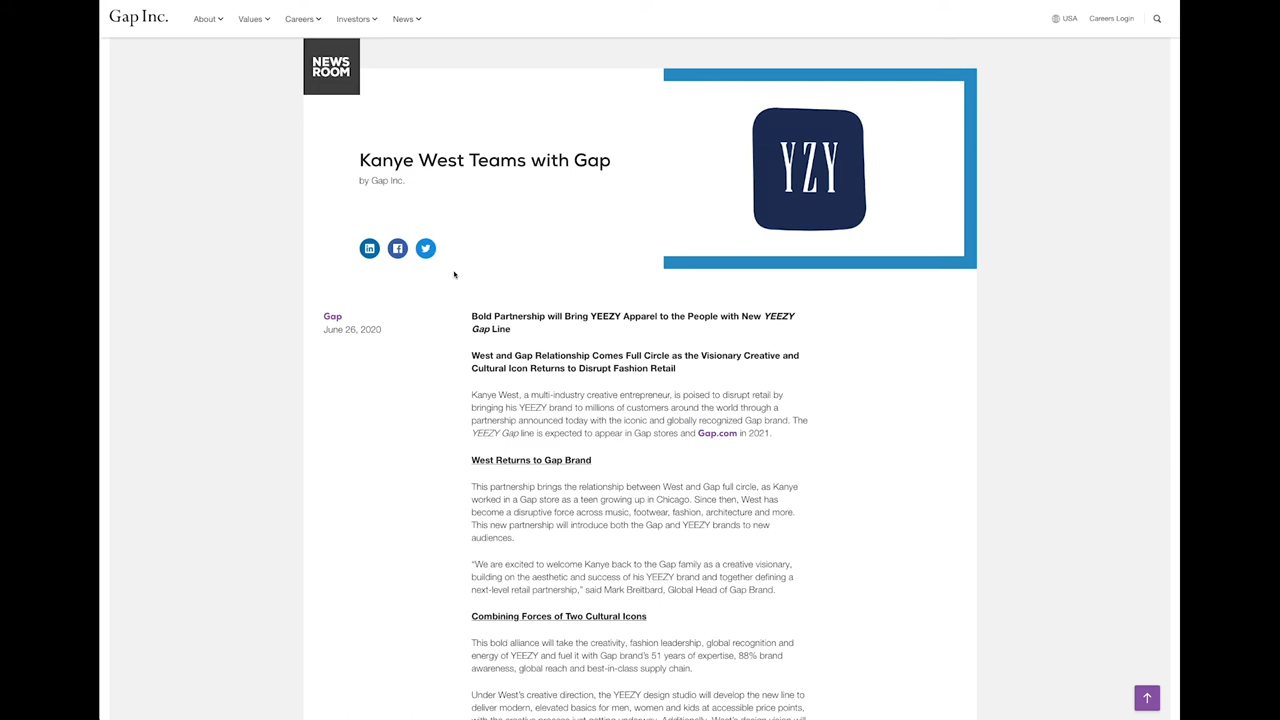 Gap Inc.
About Values Careers Investors News
USA Careers Login
NEWS
ROOM
YZY
Kanye West Teams with Gap
by Gap Inc.
Gap
June 26, 2020
Bold Partnership will Bring YEEZY Apparel to the People with New YEEZY
Gap Line
West and Gap Relationship Comes Full Circle as the Visionary Creative and
Cultural Icon Returns to Disrupt Fashion Retail
Kanye West, a multi-industry creative entrepreneur, is poised to disrupt retail by
bringing his YEEZY brand to millions of customers around the world through a
partnership announced today with the iconic and globally recognized Gap brand. The
YEEZY Gap line is expected to appear in Gap stores and Gap.com in 2021.
West Returns to Gap Brand
This partnership brings the relationship between West and Gap full circle, as Kanye
worked in a Gap store as a teen growing up in Chicago. Since then, West has
become a disruptive force across music, footwear, fashion, architecture and more.
This new partnership will introduce both the Gap and YEEZY brands to new
audiences.
“We are excited to welcome Kanye back to the Gap family as a creative visionary,
building on the aesthetic and success of his YEEZY brand and together defining a
next-level retail partnership,” said Mark Breitbard, Global Head of Gap Brand.
Combining Forces of Two Cultural Icons
This bold alliance will take the creativity, fashion leadership, global recognition and
energy of YEEZY and fuel it with Gap brand’s 51 years of expertise, 88% brand
awareness, global reach and best-in-class supply chain.
Under West’s creative direction, the YEEZY design studio will develop the new line to
deliver modern, elevated basics for men, women and kids at accessible price points,
with the creative process just getting underway. Additionally, West’s design vision will